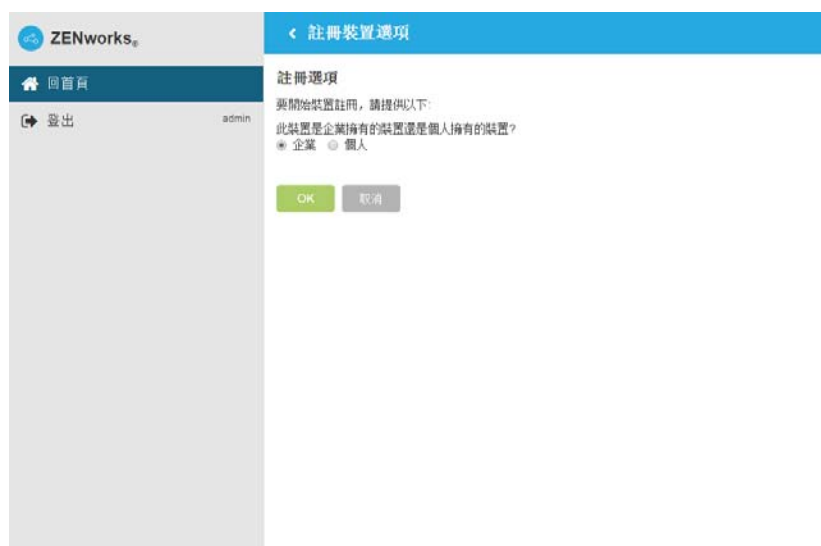 ZENworks®
回首頁
登出 admin
註冊裝置選項
註冊選項
要開始裝置註冊，請提供以下:
此裝置是企業擁有的裝置還是個人擁有的裝置?
企業 個人
OK 取消